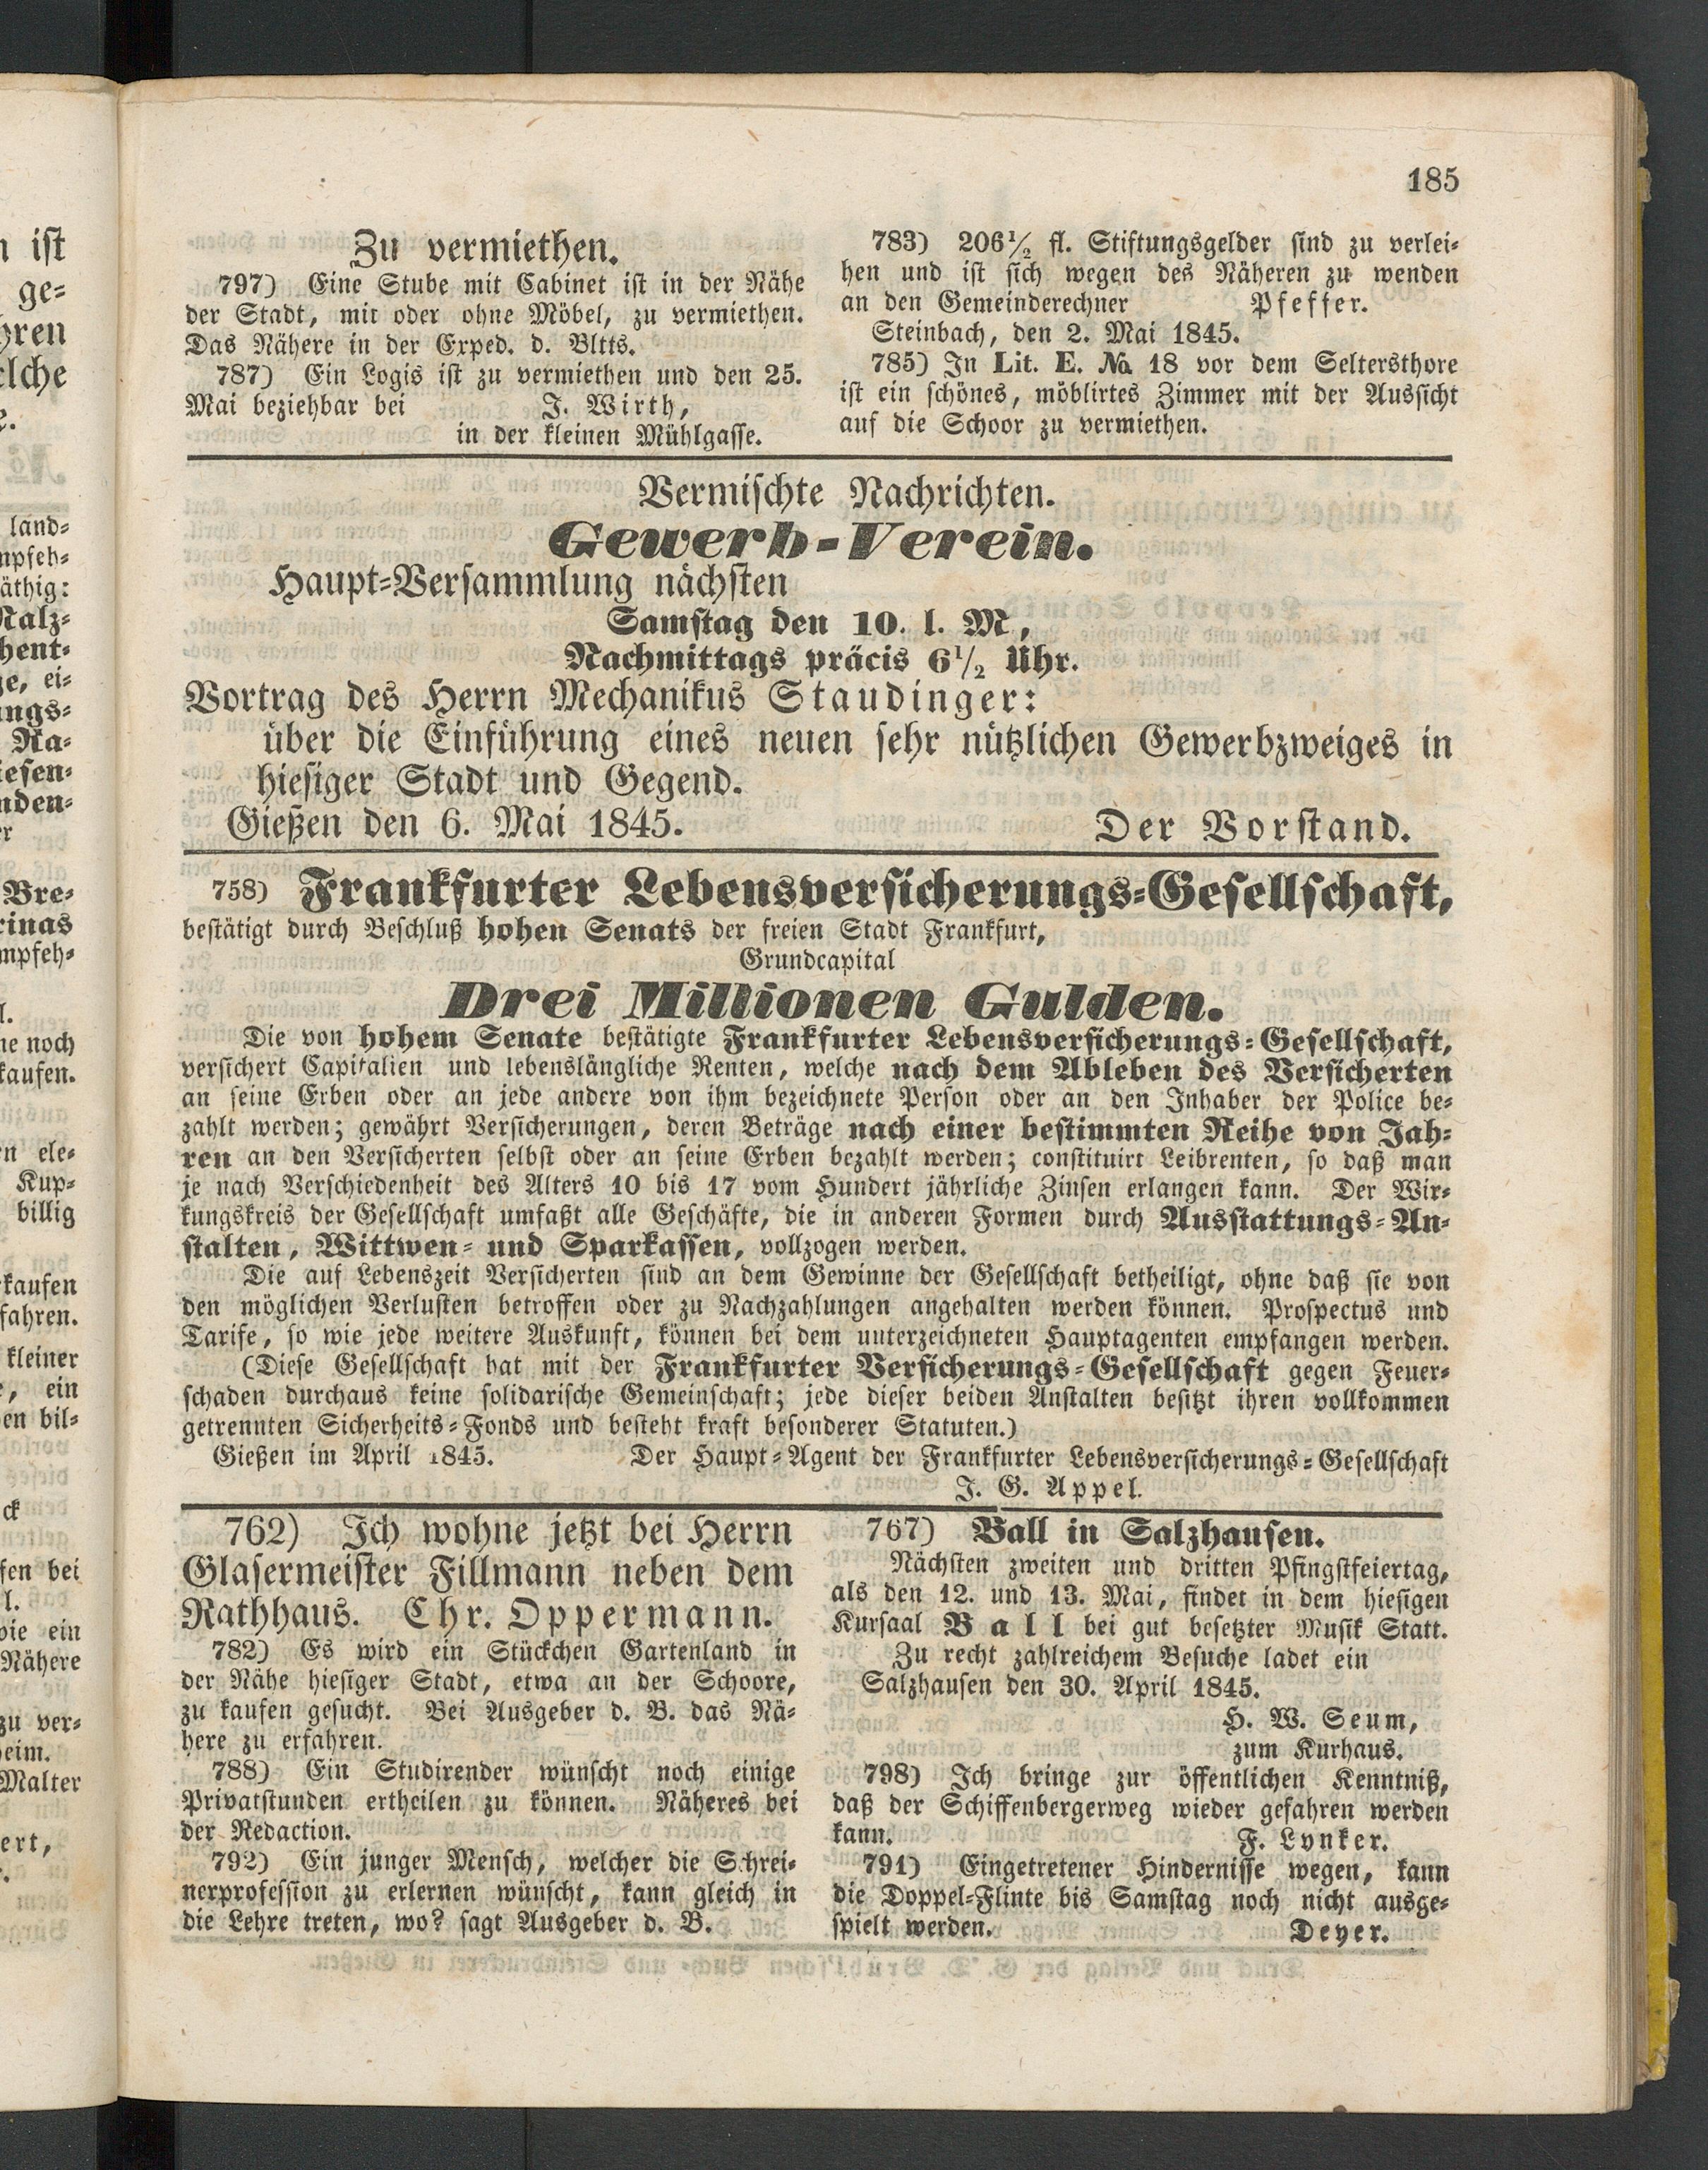 185
Zu vermiethen.
797) Eine Stube mit Cabinet ist in der Nähe
der Stadt, mit oder ohne Möbel, zu vermiethen.
Das Nähere in der Exped. d. Bltts.
787) Ein Logis ist zu vermiethen und den 25.
Mai beziehbar bei J. Wirth,
in der kleinen Mühlgasse.
783) 206½ fl. Stiftungsgelder sind zu verlei-
hen und ist sich wegen des Näheren zu wenden
an den Gemeinderechner Pfeffer.
Steinbach, den 2. Mai 1845.
785) In Lit. E. № 18 vor dem Seltersthore
ist ein schönes, möblirtes Zimmer mit der Aussicht
auf die Schoor zu vermiethen.
Vermischte Nachrichten.
Gewerb-Verein.
Haupt-Versammlung nächsten
Samstag den 10. l. M,
Nachmittags präcis 6½ Uhr.
Vortrag des Herrn Mechanikus Staudinger:
über die Einführung eines neuen sehr nützlichen Gewerbzweiges in
hiesiger Stadt und Gegend.
Gießen den 6. Mai 1845. Der Vorstand.
758) Frankfurter Lebensversicherungs-Gesellschaft,
bestätigt durch Beschluß hohen Senats der freien Stadt Frankfurt,
Grundcapital
Drei Millionen Gulden.
Die von hohem Senate bestätigte Frankfurter Lebensversicherungs-Gesellschaft,
versichert Capitalien und lebenslängliche Renten, welche nach dem Ableben des Versicherten
an seine Erben oder an jede andere von ihm bezeichnete Person oder an den Inhaber der Police be-
zahlt werden; gewährt Versicherungen, deren Beträge nach einer bestimmten Reihe von Jah-
ren an den Versicherten selbst oder an seine Erben bezahlt werden; constituirt Leibrenten, so daß man
je nach Verschiedenheit des Alters 10 bis 17 vom Hundert jährliche Zinsen erlangen kann. Der Wir-
kungskreis der Gesellschaft umfaßt alle Geschäfte, die in anderen Formen durch Ausstattungs-An-
stalten, Wittwen- und Sparkassen, vollzogen werden.
Die auf Lebenszeit Versicherten sind an dem Gewinne der Gesellschaft betheiligt, ohne daß sie von
den möglichen Verlusten betroffen oder zu Nachzahlungen angehalten werden können. Prospectus und
Tarife, so wie jede weitere Auskunft, können bei dem unterzeichneten Hauptagenten empfangen werden.
(Diese Gesellschaft hat mit der Frankfurter Versicherungs-Gesellschaft gegen Feuer-
schaden durchaus keine solidarische Gemeinschaft; jede dieser beiden Anstalten besitzt ihren vollkommen
getrennten Sicherheits-Fonds und besteht kraft besonderer Statuten.)
Gießen im April 1845. Der Haupt-Agent der Frankfurter Lebensversicherungs-Gesellschaft
J. G. Appel.
762) Ich wohne jetzt bei Herrn
Glasermeister Fillmann neben dem
Rathhaus. Chr. Oppermann.
782) Es wird ein Stückchen Gartenland in
der Nähe hiesiger Stadt, etwa an der Schoore,
zu kaufen gesucht. Bei Ausgeber d. B. das Nä-
here zu erfahren.
788) Ein Studirender wünscht noch einige
Privatstunden ertheilen zu können. Näheres bei
der Redaction.
792) Ein junger Mensch, welcher die Schrei-
nerprofession zu erlernen wünscht, kann gleich in
die Lehre treten, wo? sagt Ausgeber d. B.
767) Ball in Salzhausen.
Nächsten zweiten und dritten Pfingstfeiertag,
als den 12. und 13. Mai, findet in dem hiesigen
Kursaal Ball bei gut besetzter Musik Statt.
Zu recht zahlreichem Besuche ladet ein
Salzhausen den 30. April 1845.
H. W. Seum,
zum Kurhaus.
798) Ich bringe zur öffentlichen Kenntniß,
daß der Schiffenbergerweg wieder gefahren werden
kann. F. Lynker.
791) Eingetretener Hindernisse wegen, kann
die Doppel-Flinte bis Samstag noch nicht ausge-
spielt werden. Deyer.